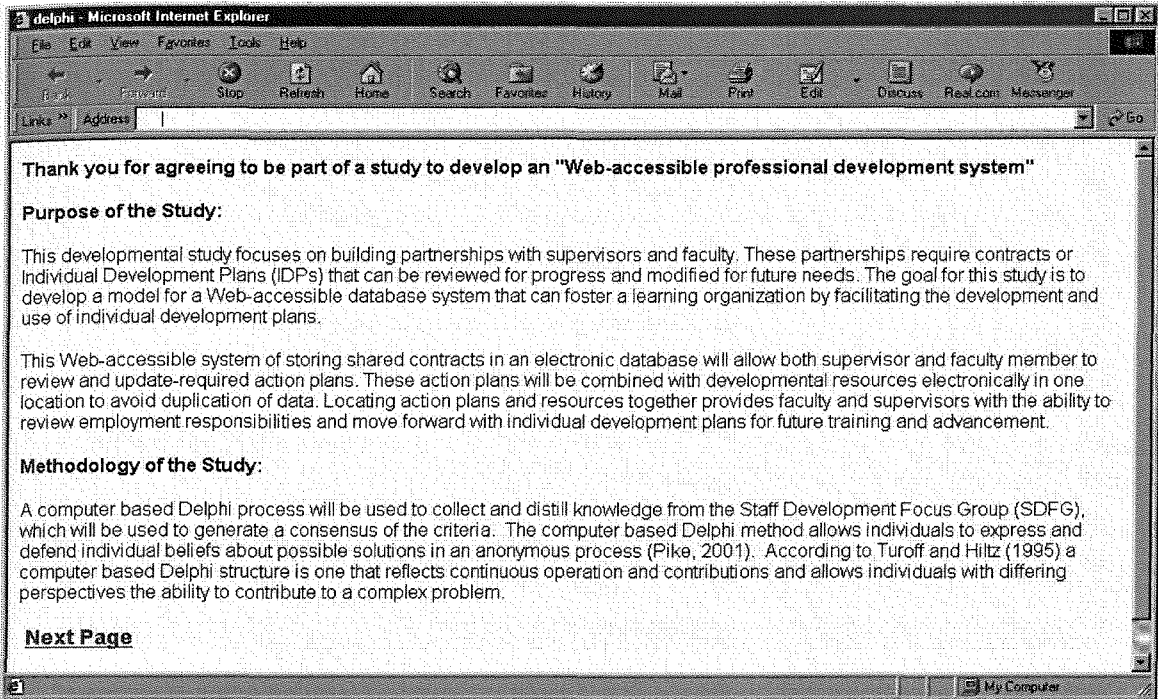 delphi - Microsoft Internet Explorer
File Edit View Favorites Tools Help
Back Forward Stop Refresh Home Search Favorites History Mail Print Edit Discuss Real.com Messenger
Links » Address Go
Thank you for agreeing to be part of a study to develop an "Web-accessible professional development system"
Purpose of the Study:
This developmental study focuses on building partnerships with supervisors and faculty. These partnerships require contracts or
Individual Development Plans (IDPs) that can be reviewed for progress and modified for future needs. The goal for this study is to
develop a model for a Web-accessible database system that can foster a learning organization by facilitating the development and
use of individual development plans.
This Web-accessible system of storing shared contracts in an electronic database will allow both supervisor and faculty member to
review and update-required action plans. These action plans will be combined with developmental resources electronically in one
location to avoid duplication of data. Locating action plans and resources together provides faculty and supervisors with the ability to
review employment responsibilities and move forward with individual development plans for future training and advancement.
Methodology of the Study:
A computer based Delphi process will be used to collect and distill knowledge from the Staff Development Focus Group (SDFG),
which will be used to generate a consensus of the criteria. The computer based Delphi method allows individuals to express and
defend individual beliefs about possible solutions in an anonymous process (Pike, 2001). According to Turoff and Hiltz (1995) a
computer based Delphi structure is one that reflects continuous operation and contributions and allows individuals with differing
perspectives the ability to contribute to a complex problem.
Next Page
My Computer